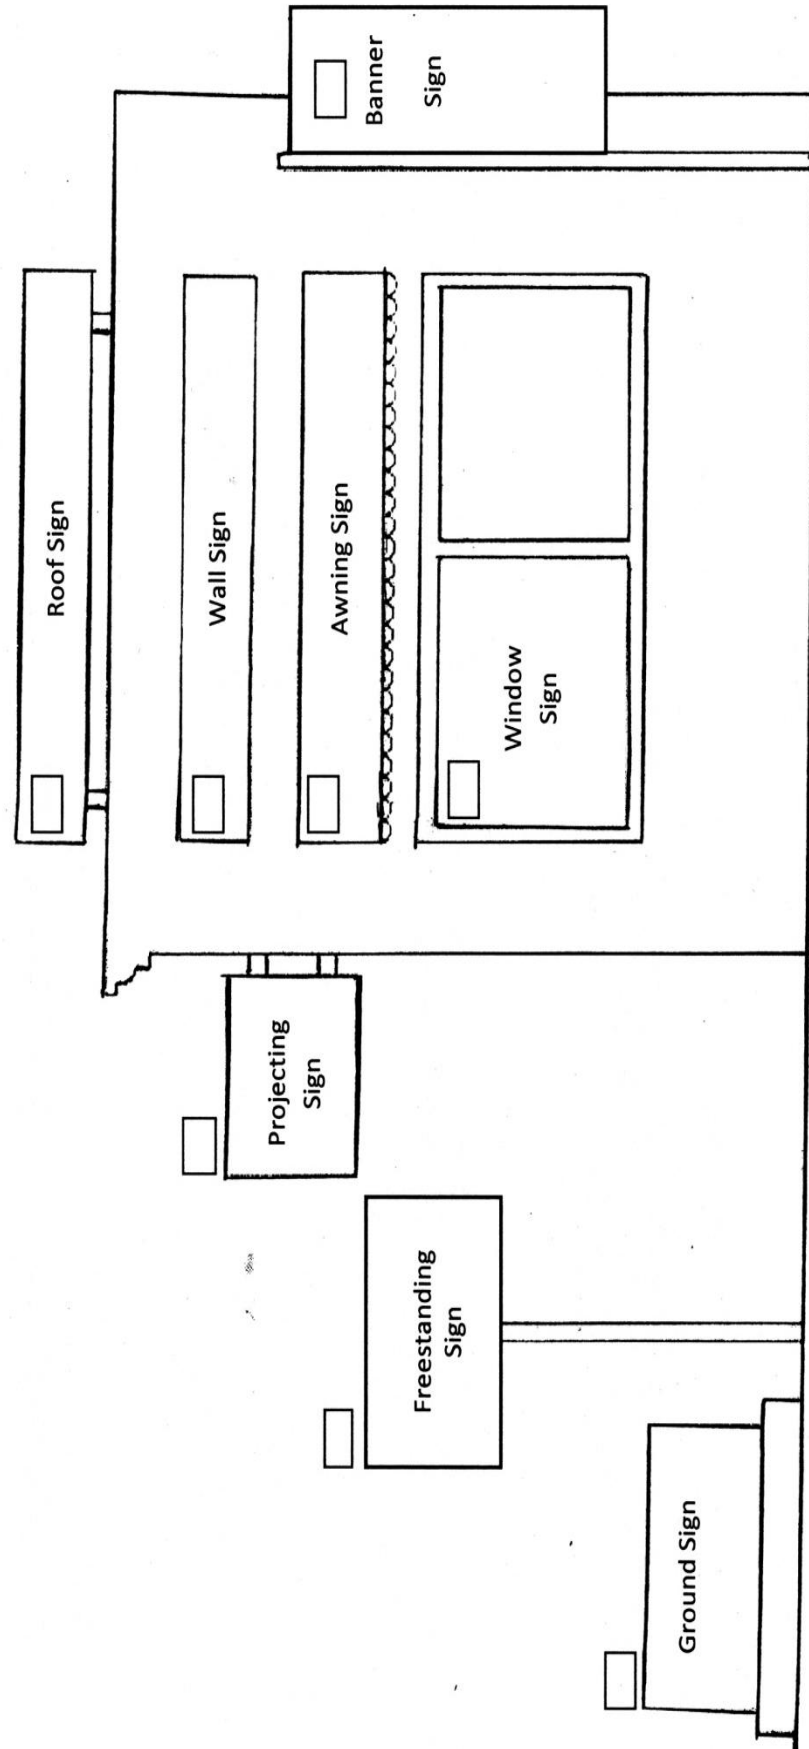 Roof Sign
Wall Sign
Awning Sign
Window
Sign
Banner
Sign
Projecting
Sign
Freestanding
Sign
Ground Sign